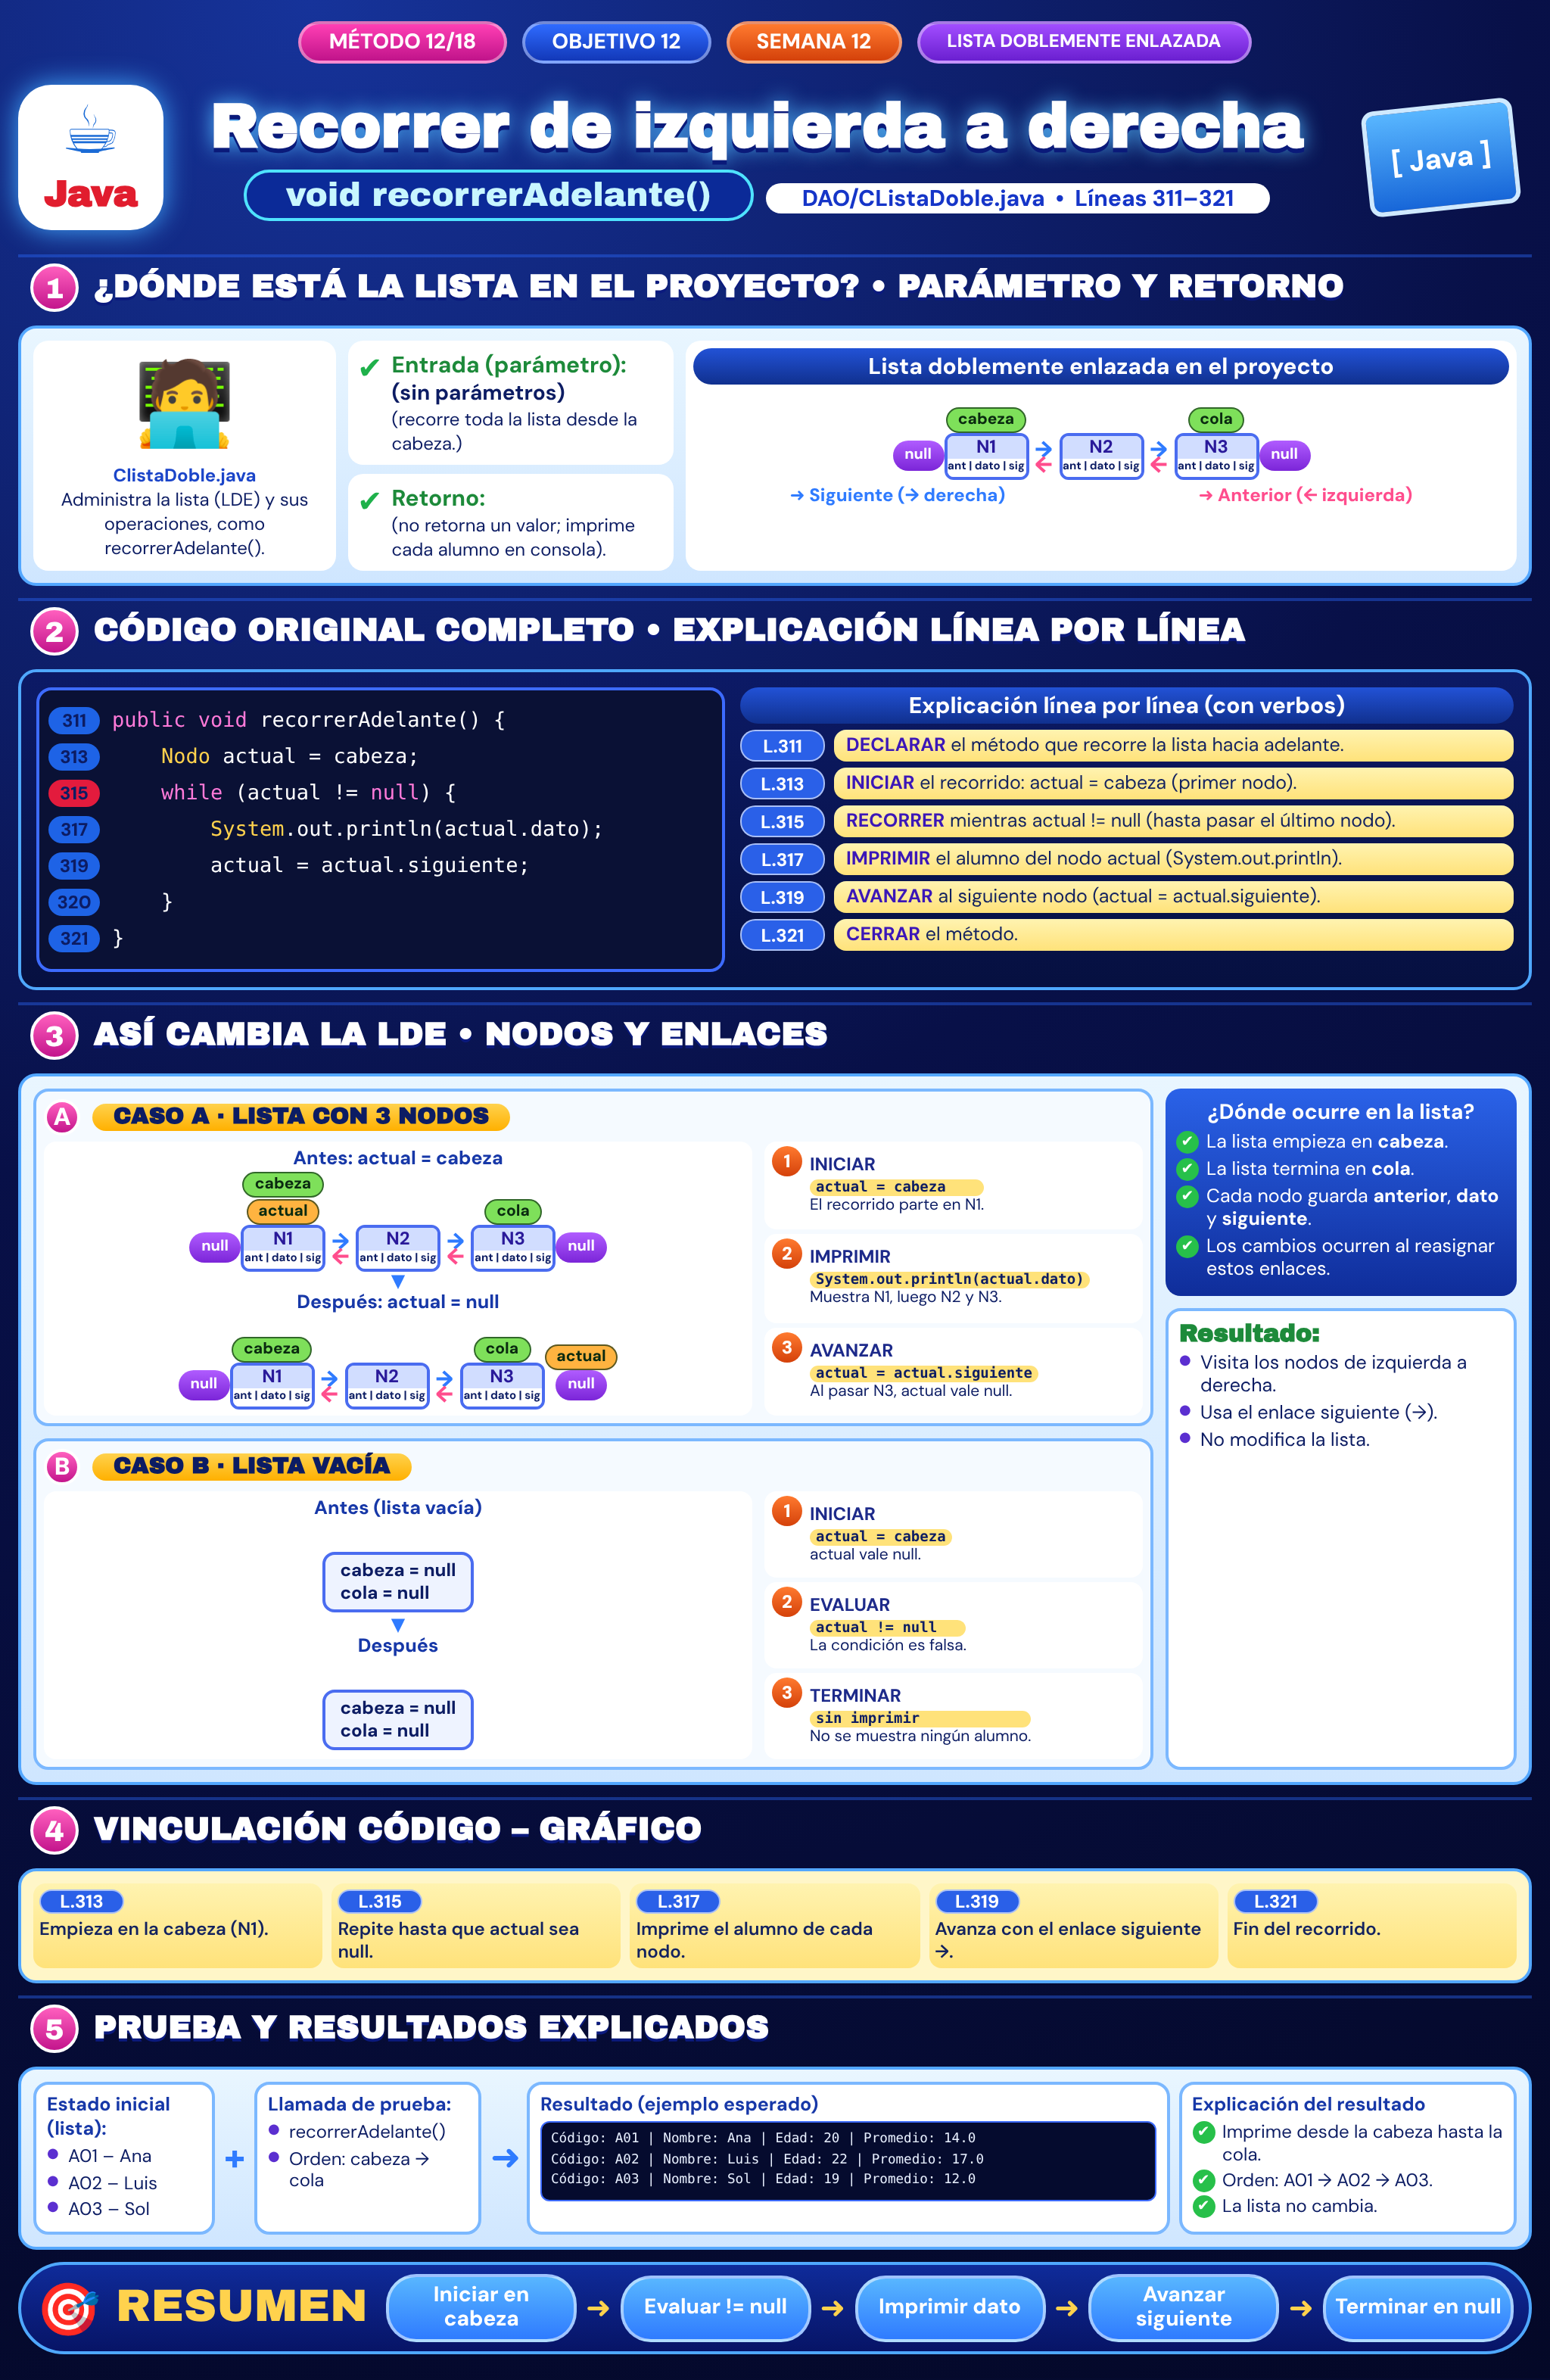 MÉTODO 12/18
OBJETIVO 12
SEMANA 12
LISTA DOBLEMENTE ENLAZADA
Java
Recorrer de izquierda a derecha
void recorrerAdelante()
DAO/CListaDoble.java • Líneas 311–321
[ Java ]
1 ¿DÓNDE ESTÁ LA LISTA EN EL PROYECTO? • PARÁMETRO Y RETORNO
ClistaDoble.java
Administra la lista (LDE) y sus
operaciones, como
recorrerAdelante().
✔ Entrada (parámetro):
(sin parámetros)
(recorre toda la lista desde la
cabeza.)
✔ Retorno:
(no retorna un valor; imprime
cada alumno en consola).
Lista doblemente enlazada en el proyecto
cabeza cola
null N1 → N2 → N3 null
ant | dato | sig ← ant | dato | sig ← ant | dato | sig
→ Siguiente (→ derecha)
→ Anterior (← izquierda)
2 CÓDIGO ORIGINAL COMPLETO • EXPLICACIÓN LÍNEA POR LÍNEA
311 public void recorrerAdelante() {
313 Nodo actual = cabeza;
315 while (actual != null) {
317 System.out.println(actual.dato);
319 actual = actual.siguiente;
320 }
321 }
Explicación línea por línea (con verbos)
L.311 DECLARAR el método que recorre la lista hacia adelante.
L.313 INICIAR el recorrido: actual = cabeza (primer nodo).
L.315 RECORRER mientras actual != null (hasta pasar el último nodo).
L.317 IMPRIMIR el alumno del nodo actual (System.out.println).
L.319 AVANZAR al siguiente nodo (actual = actual.siguiente).
L.321 CERRAR el método.
3 ASÍ CAMBIA LA LDE • NODOS Y ENLACES
A CASO A · LISTA CON 3 NODOS
Antes: actual = cabeza
cabeza
actual cola
null N1 → N2 → N3 null
ant | dato | sig ← ant | dato | sig ← ant | dato | sig
▼
Después: actual = null
cabeza cola actual
null N1 → N2 → N3 null
ant | dato | sig ← ant | dato | sig ← ant | dato | sig
1 INICIAR
actual = cabeza
El recorrido parte en N1.
2 IMPRIMIR
System.out.println(actual.dato)
Muestra N1, luego N2 y N3.
3 AVANZAR
actual = actual.siguiente
Al pasar N3, actual vale null.
B CASO B · LISTA VACÍA
Antes (lista vacía)
cabeza = null
cola = null
▼
Después
cabeza = null
cola = null
1 INICIAR
actual = cabeza
actual vale null.
2 EVALUAR
actual != null
La condición es falsa.
3 TERMINAR
sin imprimir
No se muestra ningún alumno.
¿Dónde ocurre en la lista?
✔ La lista empieza en cabeza.
✔ La lista termina en cola.
✔ Cada nodo guarda anterior, dato
y siguiente.
✔ Los cambios ocurren al reasignar
estos enlaces.
Resultado:
● Visita los nodos de izquierda a
derecha.
● Usa el enlace siguiente (→).
● No modifica la lista.
4 VINCULACIÓN CÓDIGO – GRÁFICO
L.313
Empieza en la cabeza (N1).
L.315
Repite hasta que actual sea
null.
L.317
Imprime el alumno de cada
nodo.
L.319
Avanza con el enlace siguiente
→.
L.321
Fin del recorrido.
5 PRUEBA Y RESULTADOS EXPLICADOS
Estado inicial
(lista):
● A01 – Ana
● A02 – Luis
● A03 – Sol
+
Llamada de prueba:
● recorrerAdelante()
● Orden: cabeza →
cola
→
Resultado (ejemplo esperado)
Código: A01 | Nombre: Ana | Edad: 20 | Promedio: 14.0
Código: A02 | Nombre: Luis | Edad: 22 | Promedio: 17.0
Código: A03 | Nombre: Sol | Edad: 19 | Promedio: 12.0
Explicación del resultado
✔ Imprime desde la cabeza hasta la
cola.
✔ Orden: A01 → A02 → A03.
✔ La lista no cambia.
RESUMEN
Iniciar en
cabeza
→
Evaluar != null
→
Imprimir dato
→
Avanzar
siguiente
→
Terminar en null